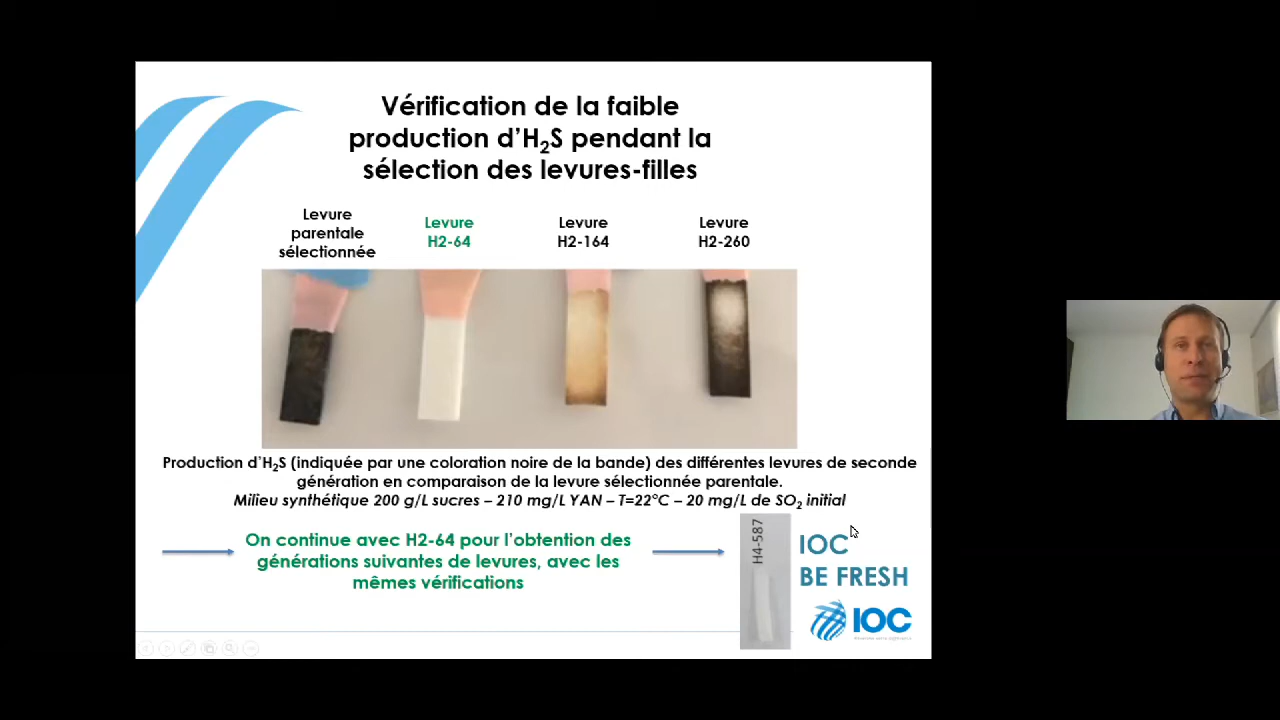 Vérification de la faible
production d'H₂S pendant la
sélection des levures-filles
Levure
parentale
sélectionnée
Levure
H2-64
Levure
H2-164
Levure
H2-260
Production d'H₂S (indiquée par une coloration noire de la bande) des différentes levures de seconde
génération en comparaison de la levure sélectionnée parentale.
Milieu synthétique 200 g/L sucres – 210 mg/L YAN – T=22°C – 20 mg/L de SO₂ initial
On continue avec H2-64 pour l'obtention des
générations suivantes de levures, avec les
mêmes vérifications
H4-587
IOC
BE FRESH
IOC